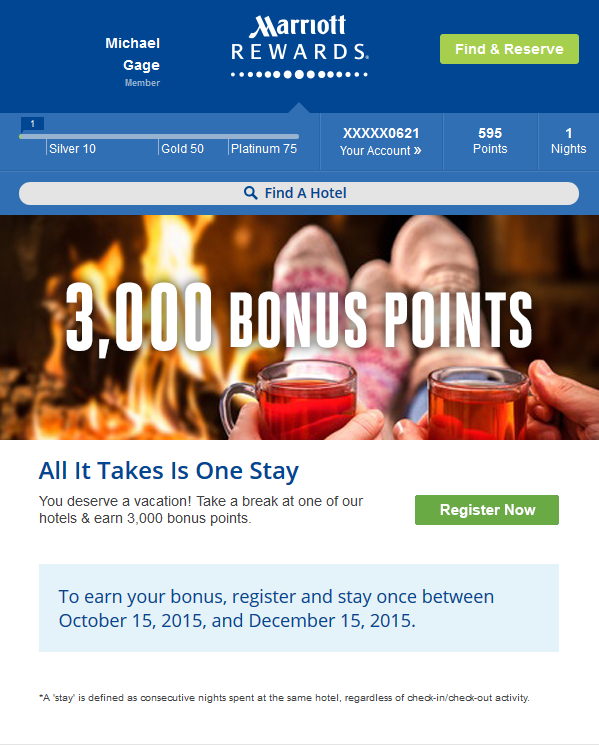 Marriott
REWARDS.
Michael
Gage
Member
Find & Reserve
1
Silver 10
Gold 50
Platinum 75
XXXXX0621
Your Account »
595
Points
1
Nights
Find A Hotel
3,000 BONUS POINTS
All It Takes Is One Stay
You deserve a vacation! Take a break at one of our
hotels & earn 3,000 bonus points.
Register Now
To earn your bonus, register and stay once between
October 15, 2015, and December 15, 2015.
*A 'stay' is defined as consecutive nights spent at the same hotel, regardless of check-in/check-out activity.